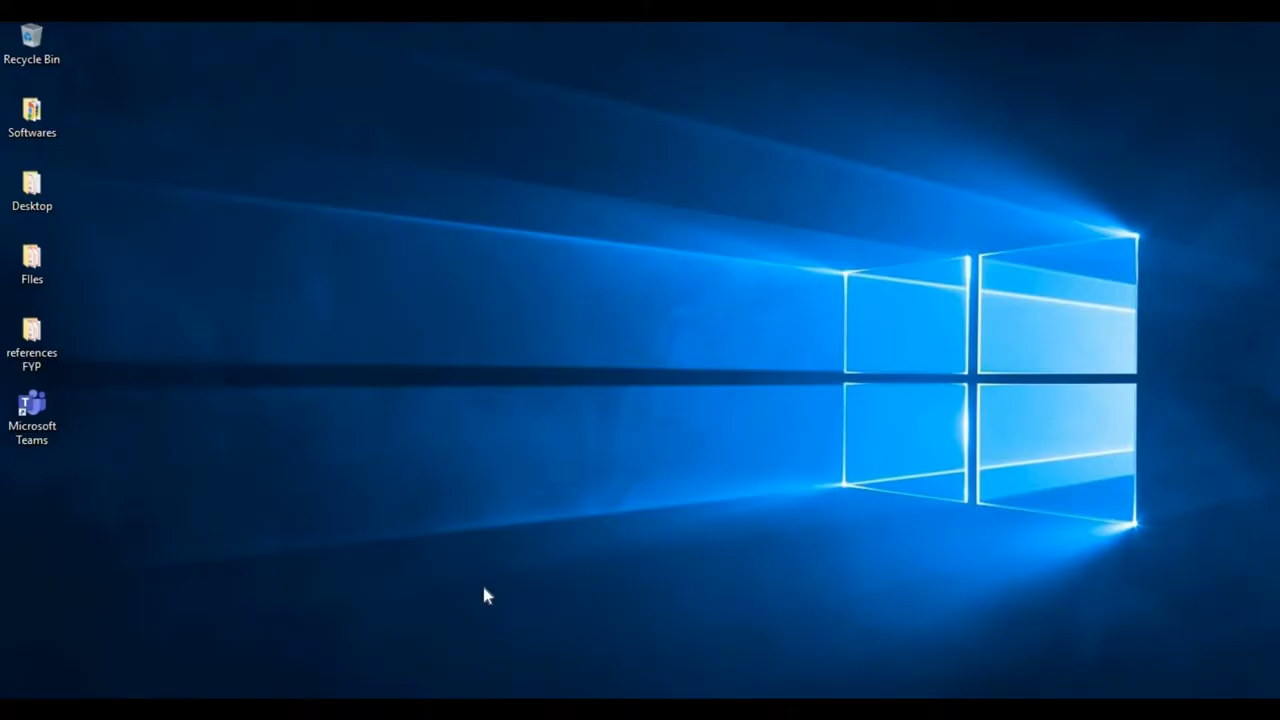 Recycle Bin
Softwares
Desktop
FIles
references
FYP
Microsoft
Teams